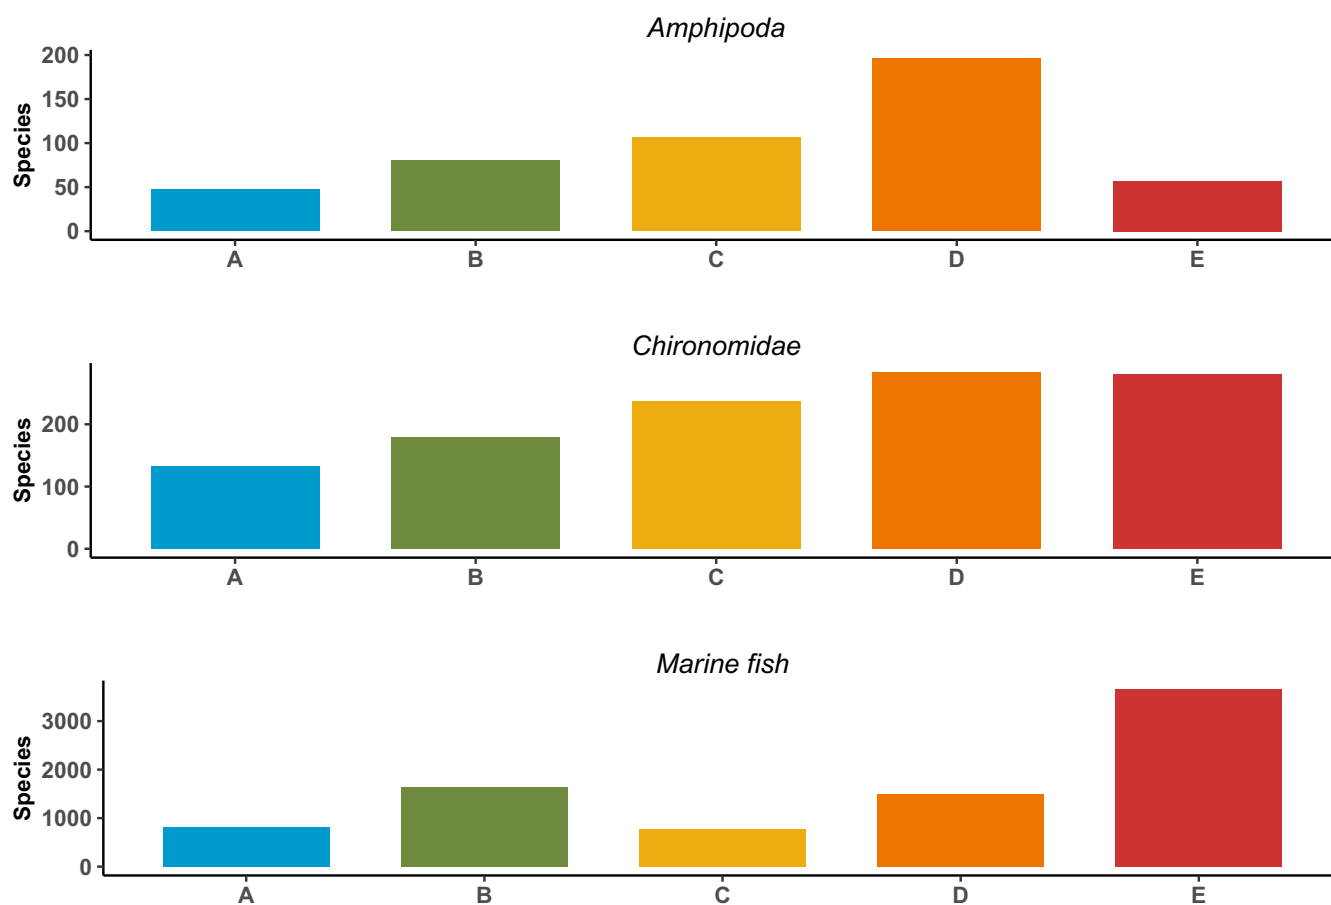 Amphipoda
Species
200
150
100
50
0
A B C D E
Chironomidae
Species
200
100
0
A B C D E
Marine fish
Species
3000
2000
1000
0
A B C D E